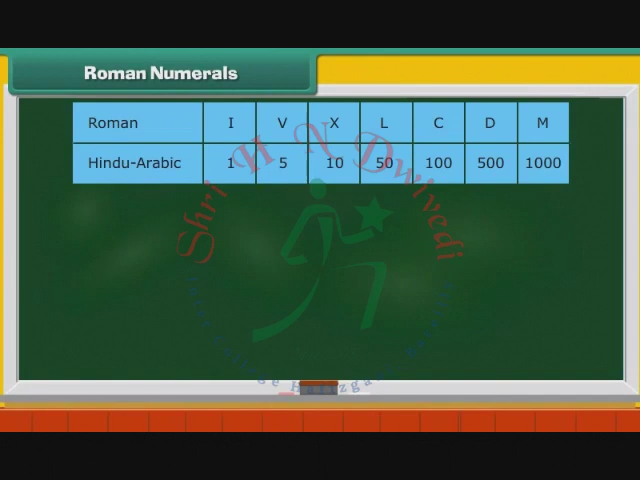 Roman Numerals
Roman I V X L C D M
Hindu-Arabic 1 5 10 50 100 500 1000
Shri H N Dwivedi